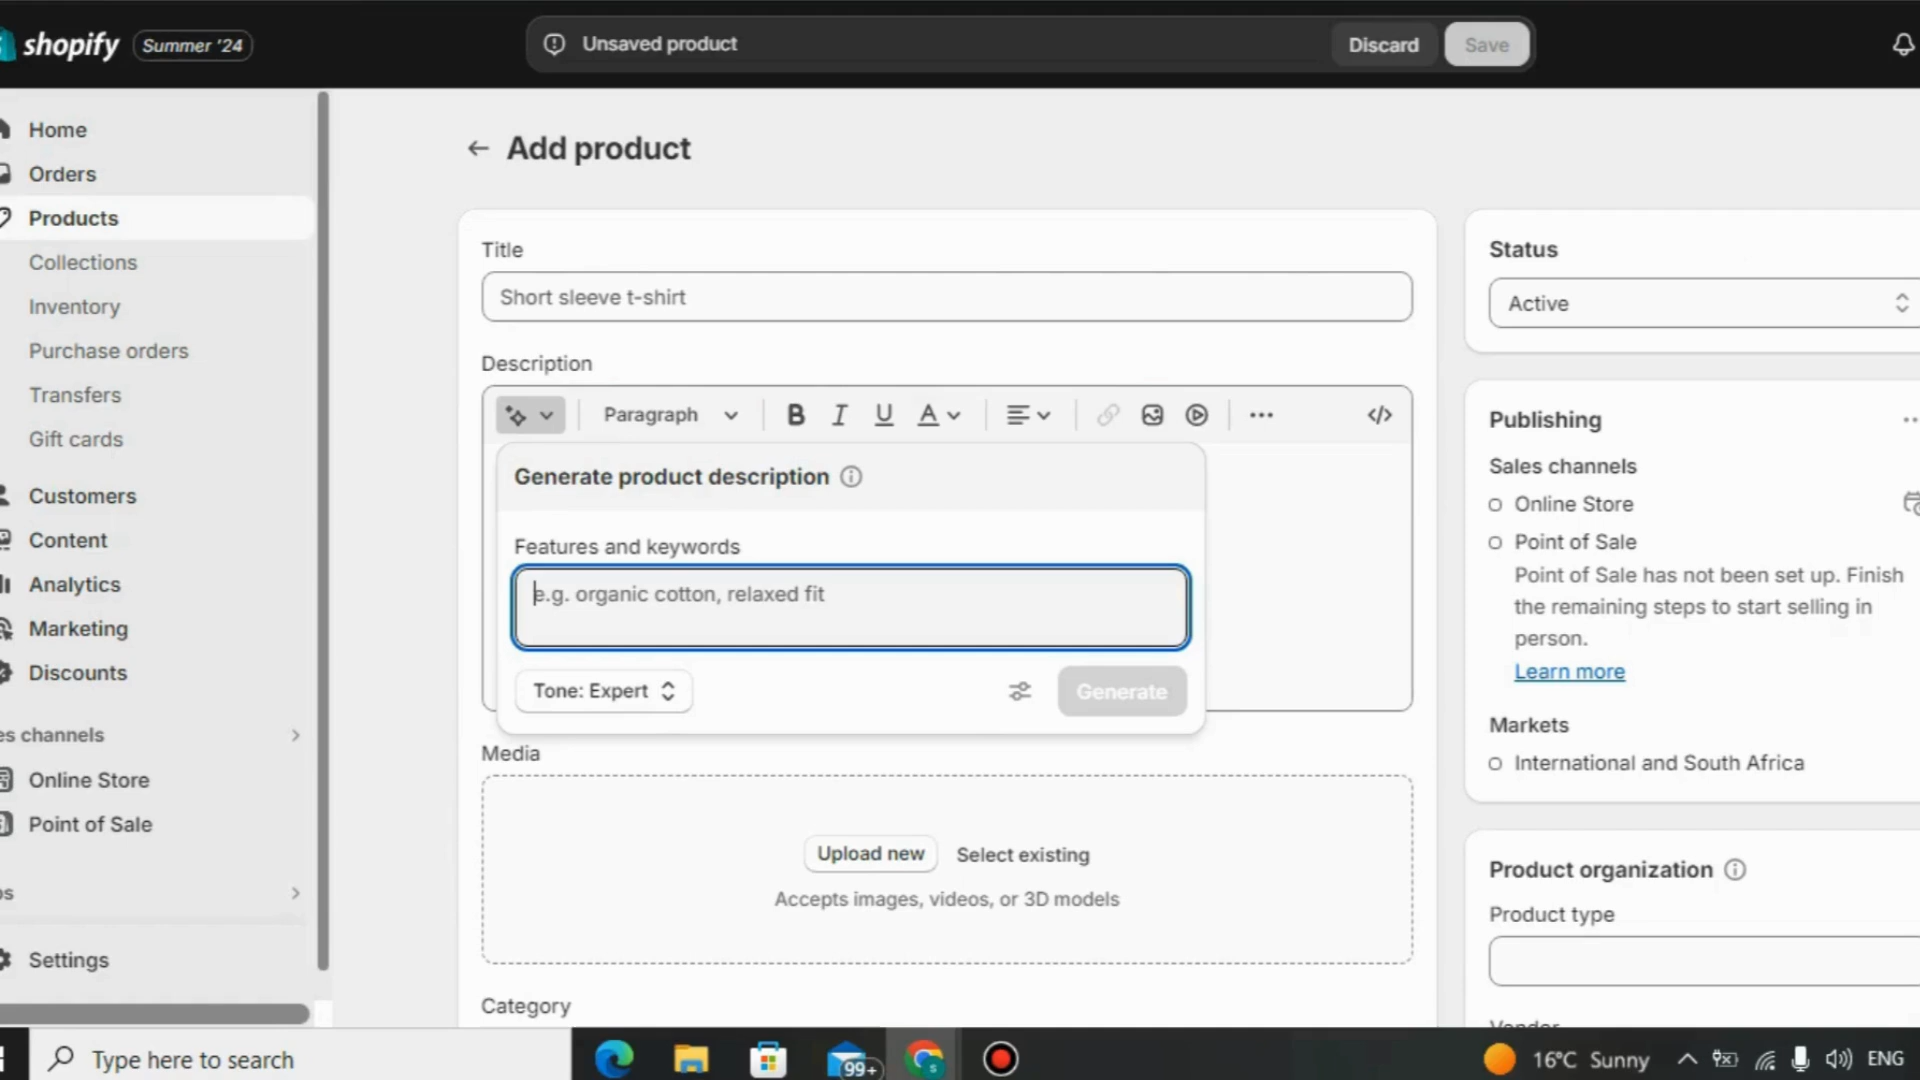 shopify
Summer '24
Unsaved product
Discard
Save
Home
Orders
Products
Collections
Inventory
Purchase orders
Transfers
Gift cards
Customers
Content
Analytics
Marketing
Discounts
es channels
Online Store
Point of Sale
ps
Settings
Add product
Title
Short sleeve t-shirt
Description
Paragraph
B I U A
Generate product description
Features and keywords
e.g. organic cotton, relaxed fit
Tone: Expert
Generate
Media
Upload new
Select existing
Accepts images, videos, or 3D models
Category
Status
Active
Publishing
Sales channels
Online Store
Point of Sale
Point of Sale has not been set up. Finish
the remaining steps to start selling in
person.
Learn more
Markets
International and South Africa
Product organization
Product type
Vendor
Type here to search
99+
16°C Sunny
ENG